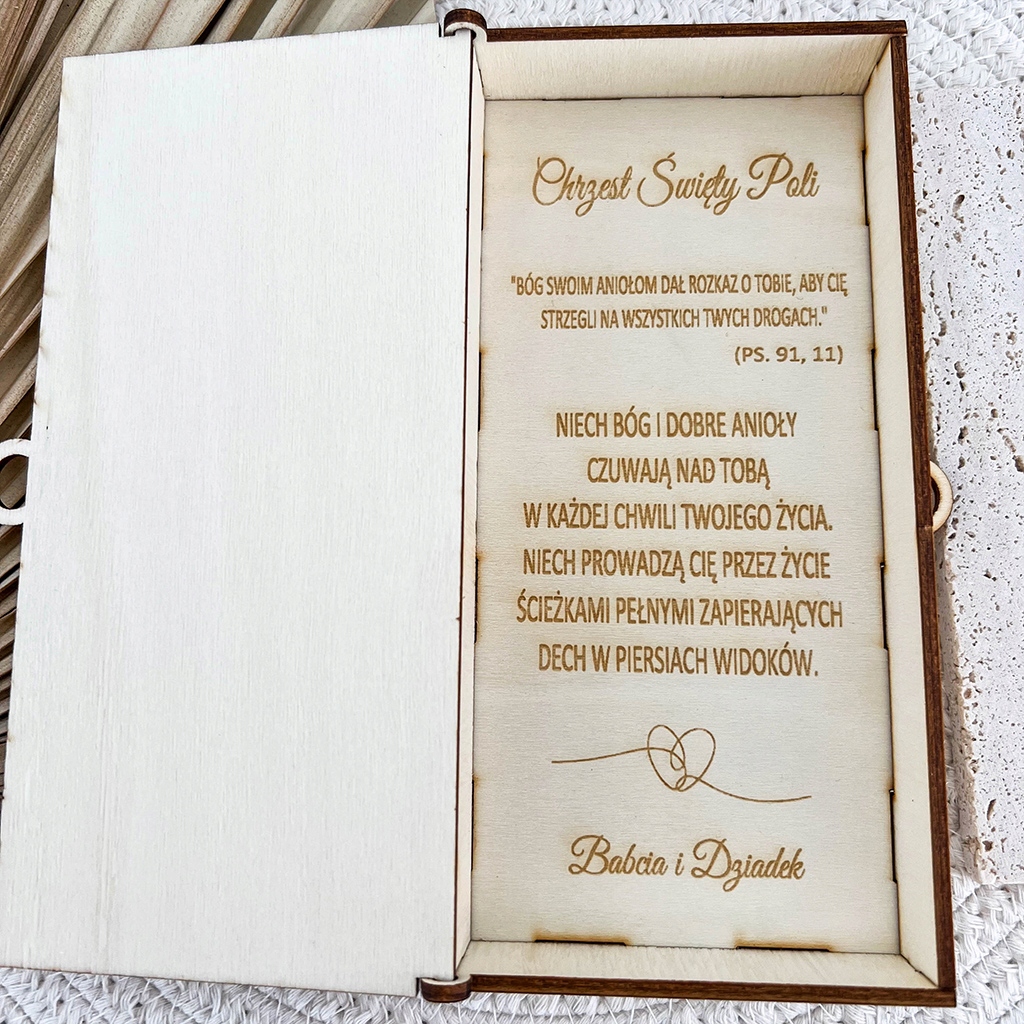 Chrzest Święty Poli
"BÓG SWOIM ANIOŁOM DAŁ ROZKAZ O TOBIE, ABY CIĘ
STRZEGLI NA WSZYSTKICH TWYCH DROGACH."
(PS. 91, 11)
NIECH BÓG I DOBRE ANIOŁY
CZUWAJĄ NAD TOBĄ
W KAŻDEJ CHWILI TWOJEGO ŻYCIA.
NIECH PROWADZĄ CIĘ PRZEZ ŻYCIE
ŚCIEŻKAMI PEŁNYMI ZAPIERAJĄCYCH
DECH W PIERSIACH WIDOKÓW.
Babcia i Dziadek